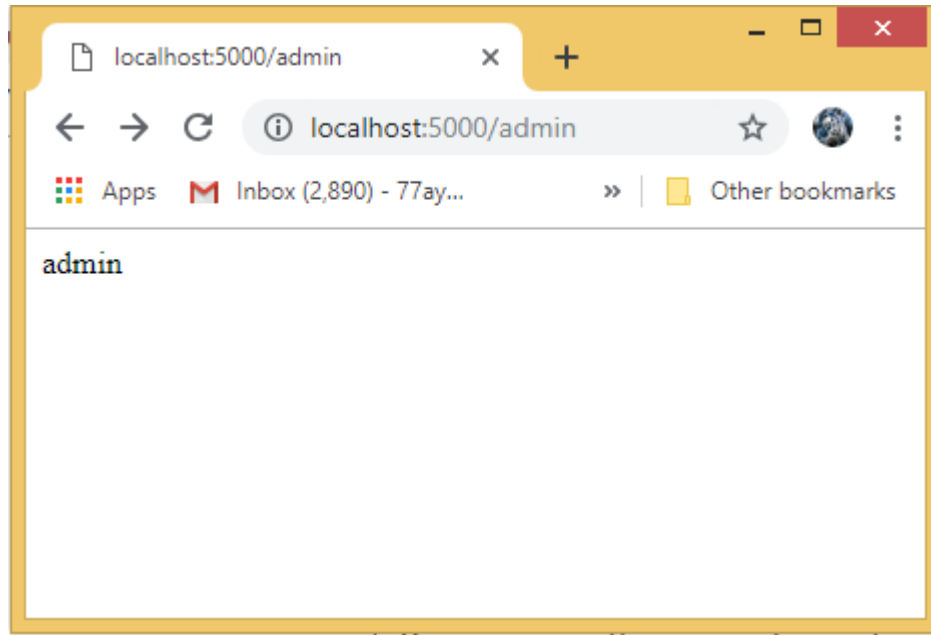 localhost:5000/admin
localhost:5000/admin
Apps Inbox (2,890) - 77ay... » Other bookmarks
admin